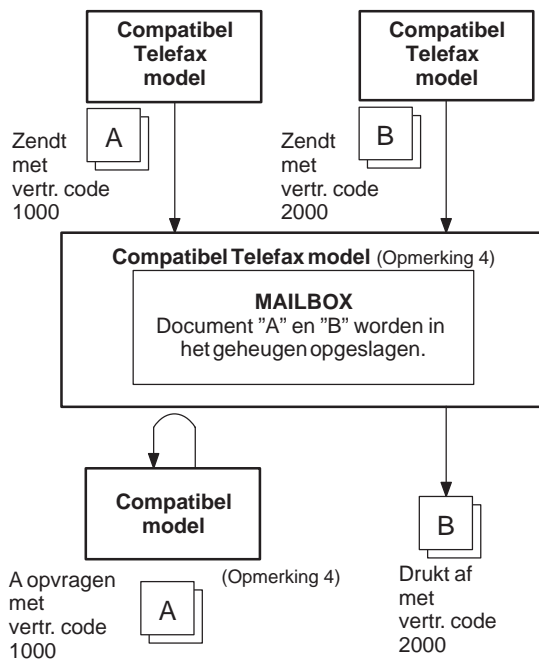 Compatibel
Telefax
model
Compatibel
Telefax
model
A
Zendt
met
vertr. code
1000
B
Zendt
met
vertr. code
2000
Compatibel Telefax model (Opmerking 4)
MAILBOX
Document ”A” en ”B” worden in
het geheugen opgeslagen.
Compatibel
model
(Opmerking 4)
A opvragen
met
vertr. code
1000
A
B
Drukt af
met
vertr. code
2000